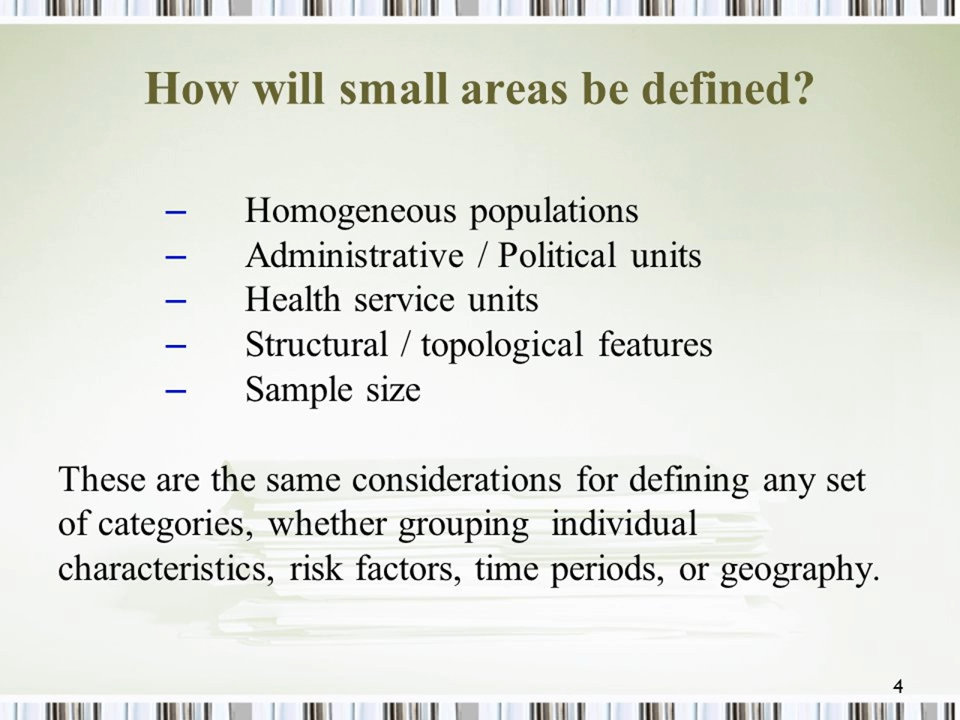 How will small areas be defined?
– Homogeneous populations
– Administrative / Political units
– Health service units
– Structural / topological features
– Sample size
These are the same considerations for defining any set
of categories, whether grouping individual
characteristics, risk factors, time periods, or geography.
4